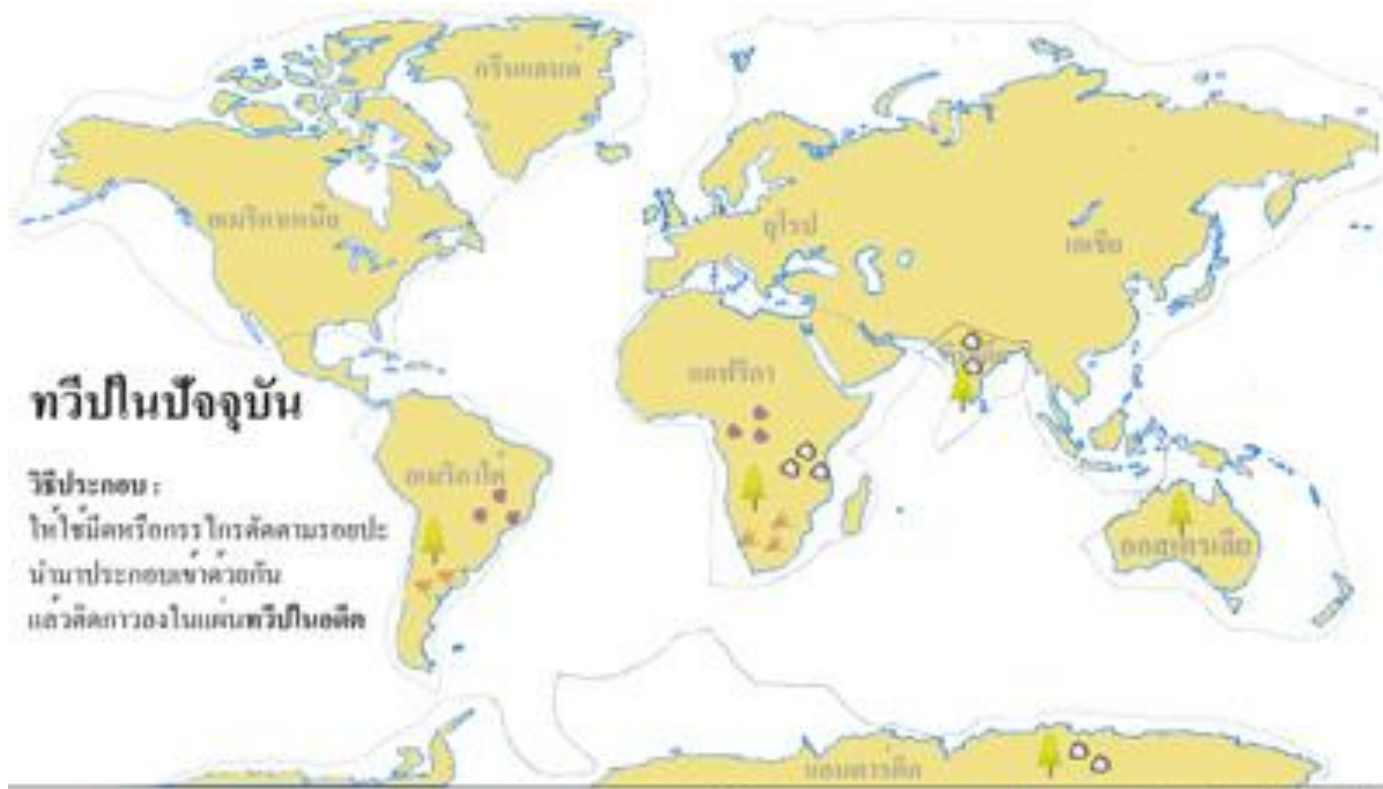 กรีนแลนด์
อเมริกาเหนือ
ยุโรป
เอเชีย
แอฟริกา
ทวีปในปัจจุบัน
อเมริกาใต้
วิธีประกอบ :
ให้ใช้มีดหรือกรรไกรตัดตามรอยปะ
นำมาประกอบเข้าด้วยกัน
แล้วติดกาวลงในแผ่นทวีปในอดีต
ออสเตรเลีย
แอนตาร์ติก